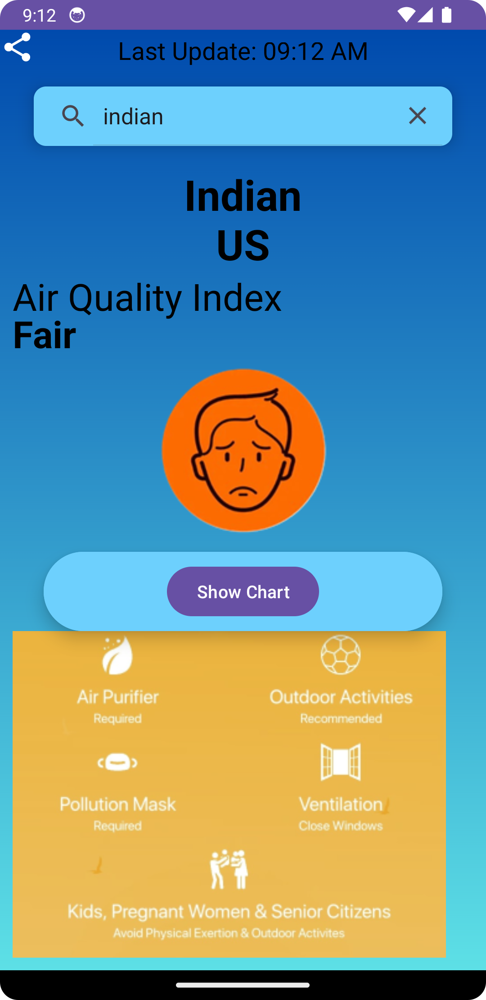 9:12
Last Update: 09:12 AM
indian
Indian
US
Air Quality Index
Fair
Show Chart
Air Purifier
Required
Outdoor Activities
Recommended
Pollution Mask
Required
Ventilation
Close Windows
Kids, Pregnant Women & Senior Citizens
Avoid Physical Exertion & Outdoor Activites